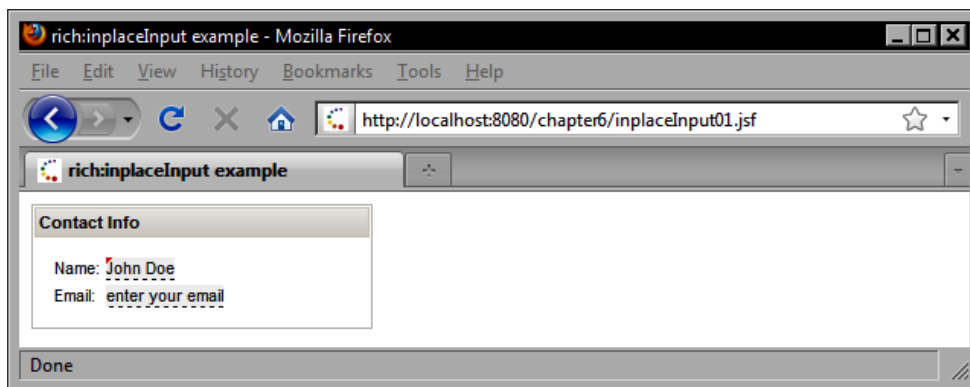 rich:inplaceInput example - Mozilla Firefox
File Edit View History Bookmarks Tools Help
http://localhost:8080/chapter6/inplaceInput01.jsf
rich:inplaceInput example
Contact Info
Name: John Doe
Email: enter your email
Done